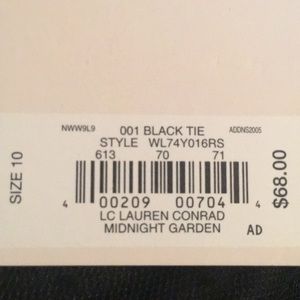 NWW9L9 001 BLACK TIE ADDNS2005
STYLE WL74Y016RS
613 70 71
4 00209 00704 4
LC LAUREN CONRAD
MIDNIGHT GARDEN AD
SIZE 10
$68.00